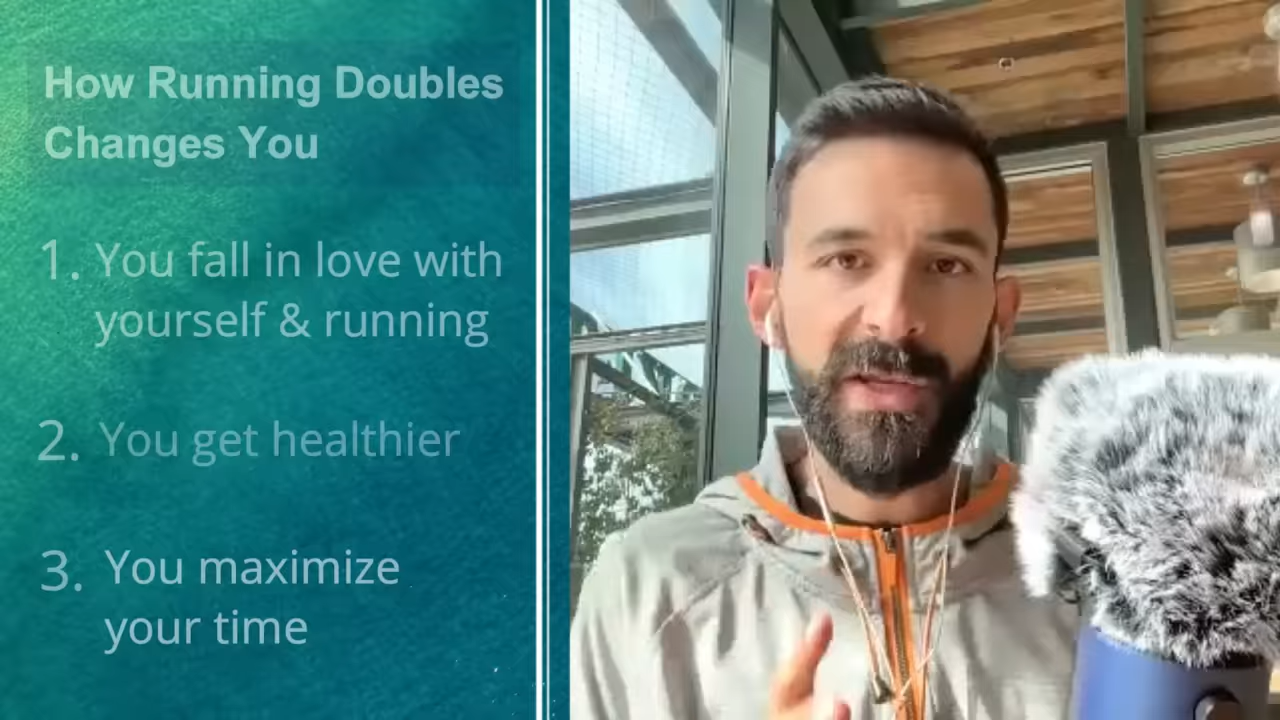 How Running Doubles
Changes You
1. You fall in love with
yourself & running
2. You get healthier
3. You maximize
your time